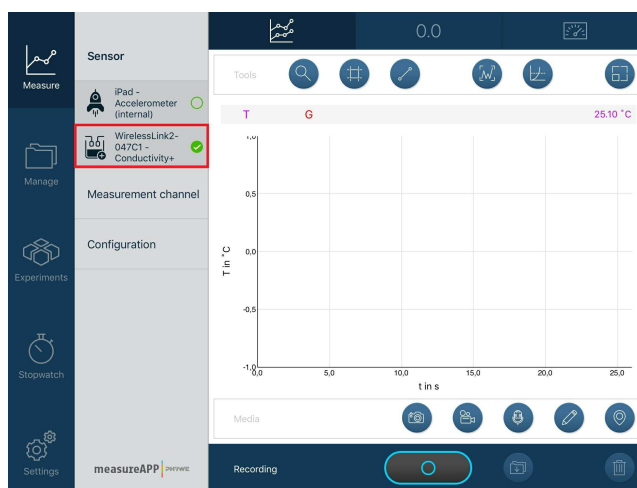 Measure
Manage
Experiments
Stopwatch
Settings
Sensor
iPad -
Accelerometer
(internal)
WirelessLink2-
047C1 -
Conductivity+
Measurement channel
Configuration
measureAPP PHYWE
0.0
Tools
T G 25.10 °C
1,0
0,5
0,0
-0,5
-1,0
T in °C
0,0 5,0 10,0 15,0 20,0 25,0
t in s
Media
Recording